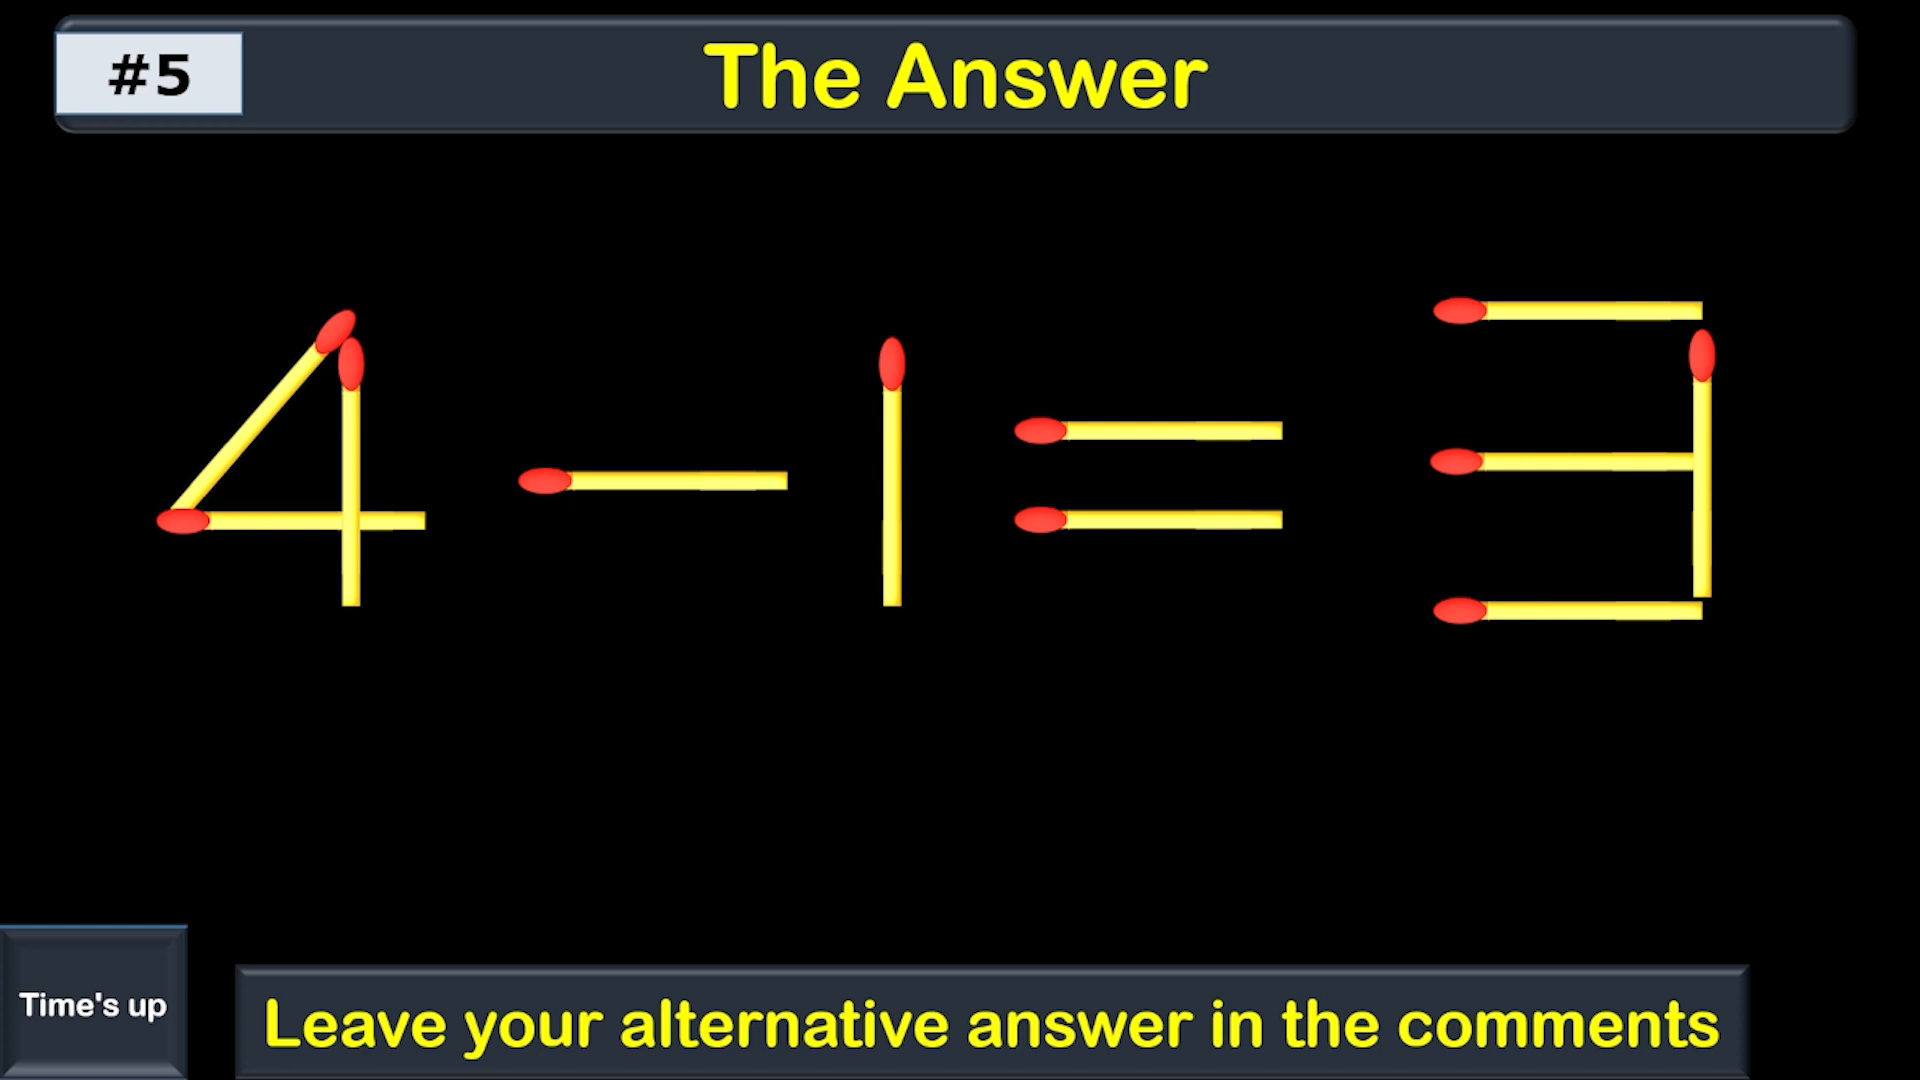 #5
The Answer
4 - 1 = 3
Time's up
Leave your alternative answer in the comments